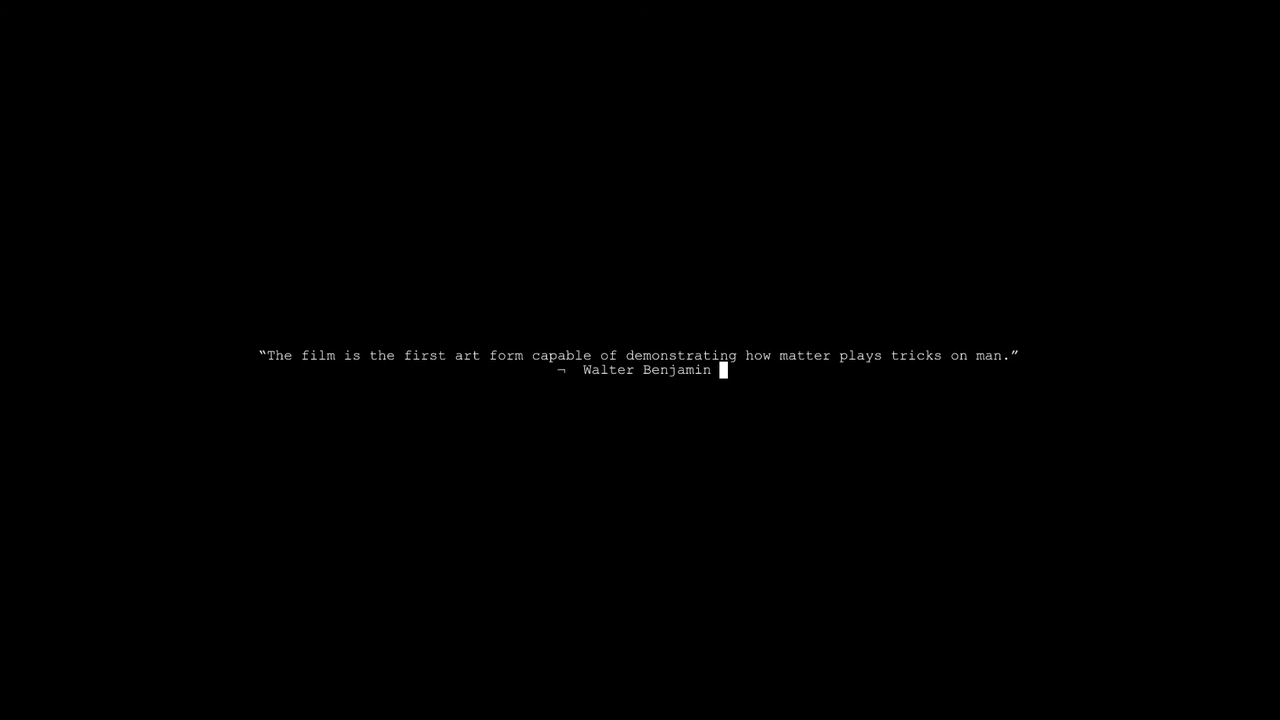 “The film is the first art form capable of demonstrating how matter plays tricks on man.”
¬  Walter Benjamin